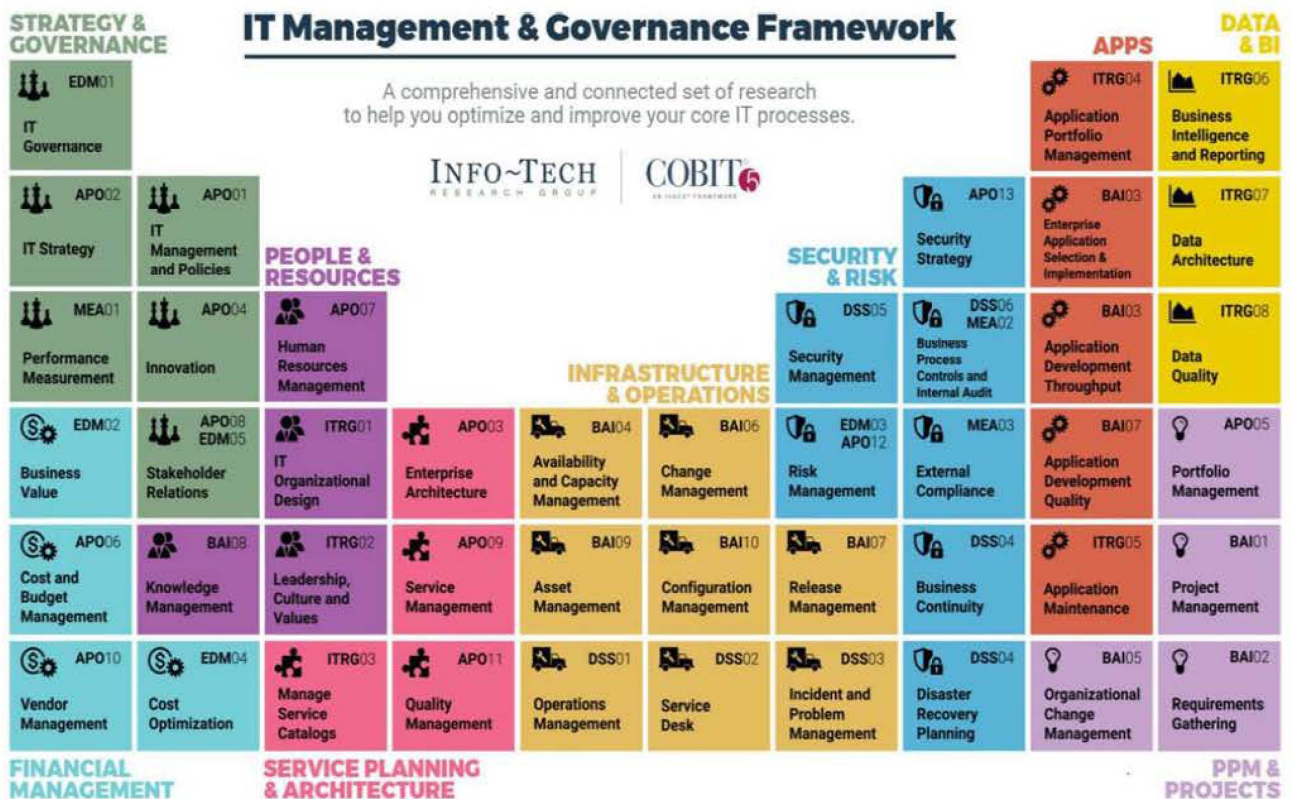 STRATEGY &
GOVERNANCE
IT Management & Governance Framework
A comprehensive and connected set of research
to help you optimize and improve your core IT processes.
INFO~TECH
RESEARCH GROUP
COBIT 5
AN ISACA® FRAMEWORK
APPS
DATA
& BI
EDM01
IT
Governance
ITRG04
Application
Portfolio
Management
ITRG06
Business
Intelligence
and Reporting
APO02
IT Strategy
APO01
IT
Management
and Policies
PEOPLE &
RESOURCES
SECURITY
& RISK
APO13
Security
Strategy
BAI03
Enterprise
Application
Selection &
Implementation
ITRG07
Data
Architecture
MEA01
Performance
Measurement
APO04
Innovation
APO07
Human
Resources
Management
INFRASTRUCTURE
& OPERATIONS
DSS05
Security
Management
DSS06
MEA02
Business
Process
Controls and
Internal Audit
BAI03
Application
Development
Throughput
ITRG08
Data
Quality
EDM02
Business
Value
APO08
EDM05
Stakeholder
Relations
ITRG01
IT
Organizational
Design
APO03
Enterprise
Architecture
BAI04
Availability
and Capacity
Management
BAI06
Change
Management
EDM03
APO12
Risk
Management
MEA03
External
Compliance
BAI07
Application
Development
Quality
APO05
Portfolio
Management
APO06
Cost and
Budget
Management
BAI08
Knowledge
Management
ITRG02
Leadership,
Culture and
Values
APO09
Service
Management
BAI09
Asset
Management
BAI10
Configuration
Management
BAI07
Release
Management
DSS04
Business
Continuity
ITRG05
Application
Maintenance
BAI01
Project
Management
APO10
Vendor
Management
EDM04
Cost
Optimization
ITRG03
Manage
Service
Catalogs
APO11
Quality
Management
DSS01
Operations
Management
DSS02
Service
Desk
DSS03
Incident and
Problem
Management
DSS04
Disaster
Recovery
Planning
BAI05
Organizational
Change
Management
BAI02
Requirements
Gathering
FINANCIAL
MANAGEMENT
SERVICE PLANNING
& ARCHITECTURE
PPM &
PROJECTS